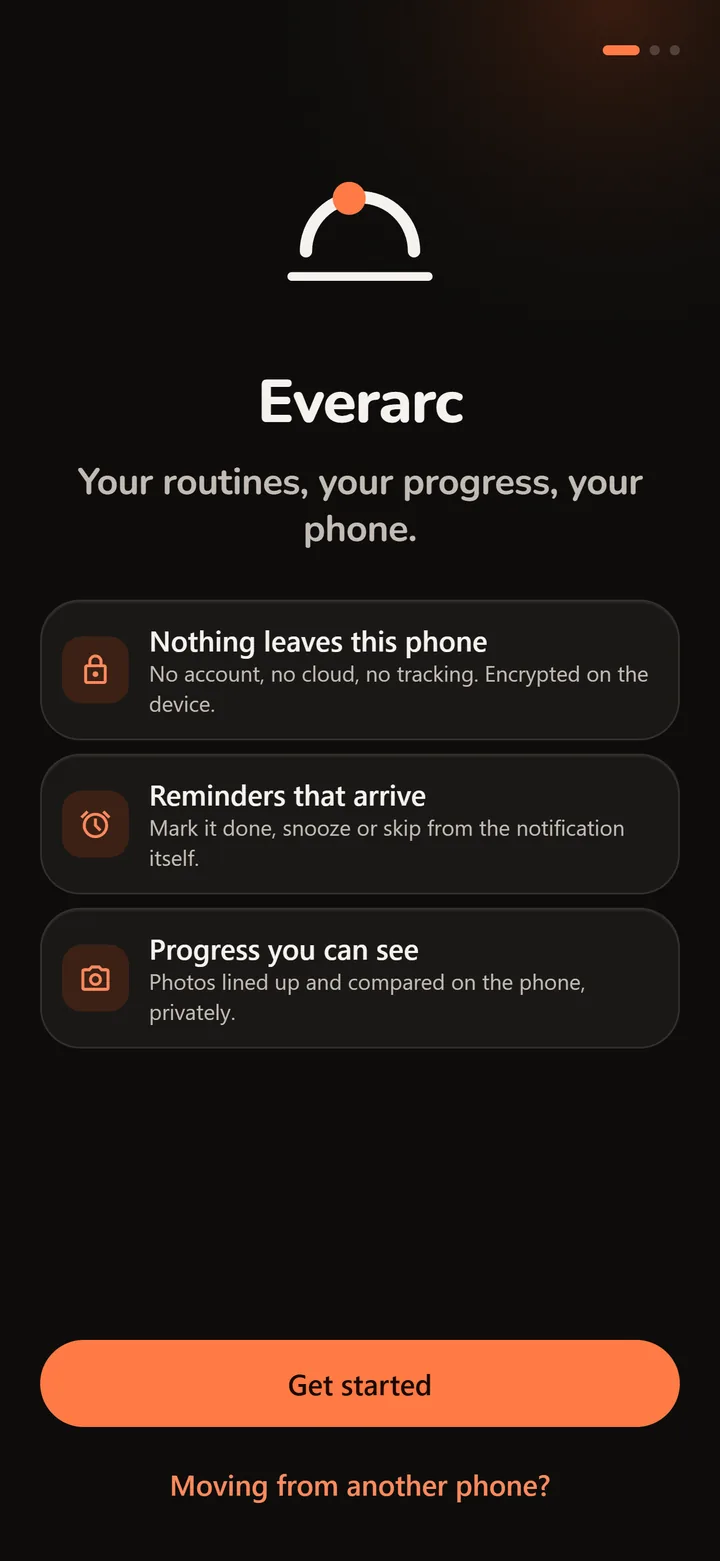 Everarc
Your routines, your progress, your
phone.
Nothing leaves this phone
No account, no cloud, no tracking. Encrypted on the
device.
Reminders that arrive
Mark it done, snooze or skip from the notification
itself.
Progress you can see
Photos lined up and compared on the phone,
privately.
Get started
Moving from another phone?